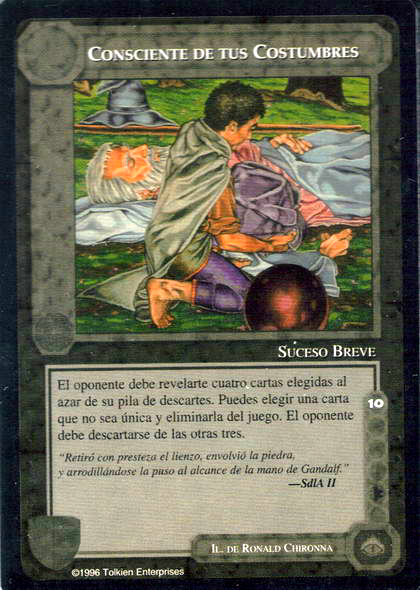 CONSCIENTE DE TUS COSTUMBRES
SUCESO BREVE
El oponente debe revelarte cuatro cartas elegidas al
azar de su pila de descartes. Puedes elegir una carta
que no sea única y eliminarla del juego. El oponente
debe descartarse de las otras tres.
10
“Retiró con presteza el lienzo, envolvió la piedra,
y arrodillándose la puso al alcance de la mano de Gandalf.”
—SdlA II
IL. DE RONALD CHIRONNA
©1996 Tolkien Enterprises